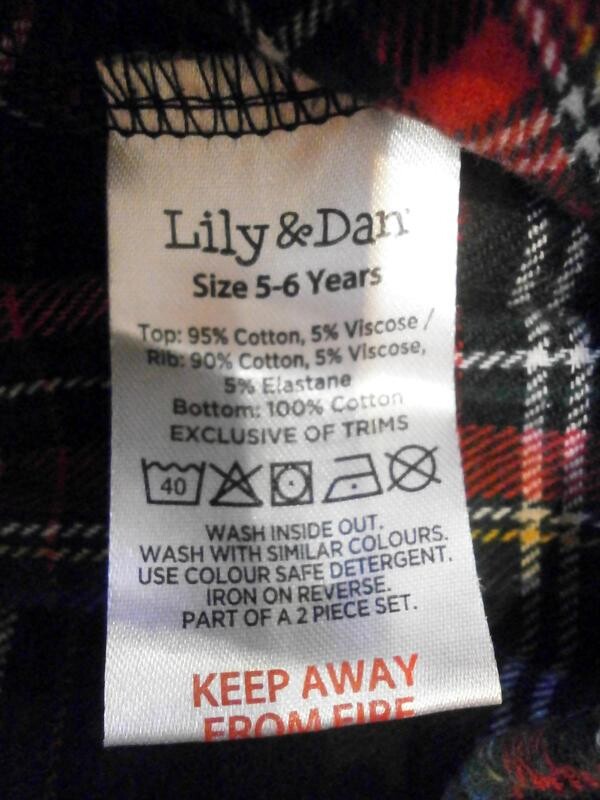 Lily & Dan
Size 5-6 Years
Top: 95% Cotton, 5% Viscose /
Rib: 90% Cotton, 5% Viscose,
5% Elastane
Bottom: 100% Cotton
EXCLUSIVE OF TRIMS
40
WASH INSIDE OUT.
WASH WITH SIMILAR COLOURS.
USE COLOUR SAFE DETERGENT.
IRON ON REVERSE.
PART OF A 2 PIECE SET.
KEEP AWAY
FROM FIRE